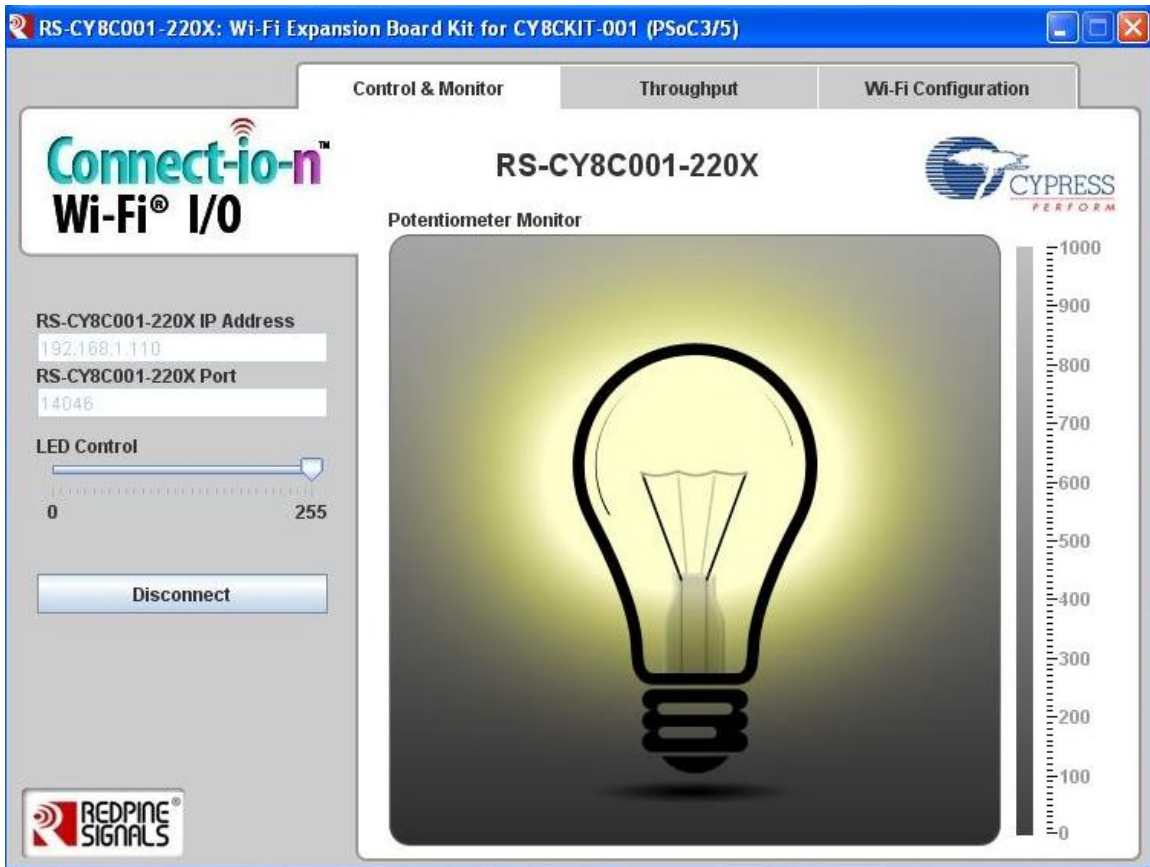 RS-CY8C001-220X: Wi-Fi Expansion Board Kit for CY8CKIT-001 (PSoC3/5)
Control & Monitor Throughput Wi-Fi Configuration
Connect-io-n™
Wi-Fi® I/O
RS-CY8C001-220X
CYPRESS
PERFORM
Potentiometer Monitor
RS-CY8C001-220X IP Address
192.168.1.110
RS-CY8C001-220X Port
14046
LED Control
0 255
Disconnect
1000
900
800
700
600
500
400
300
200
100
0
REDPINE®
SIGNALS